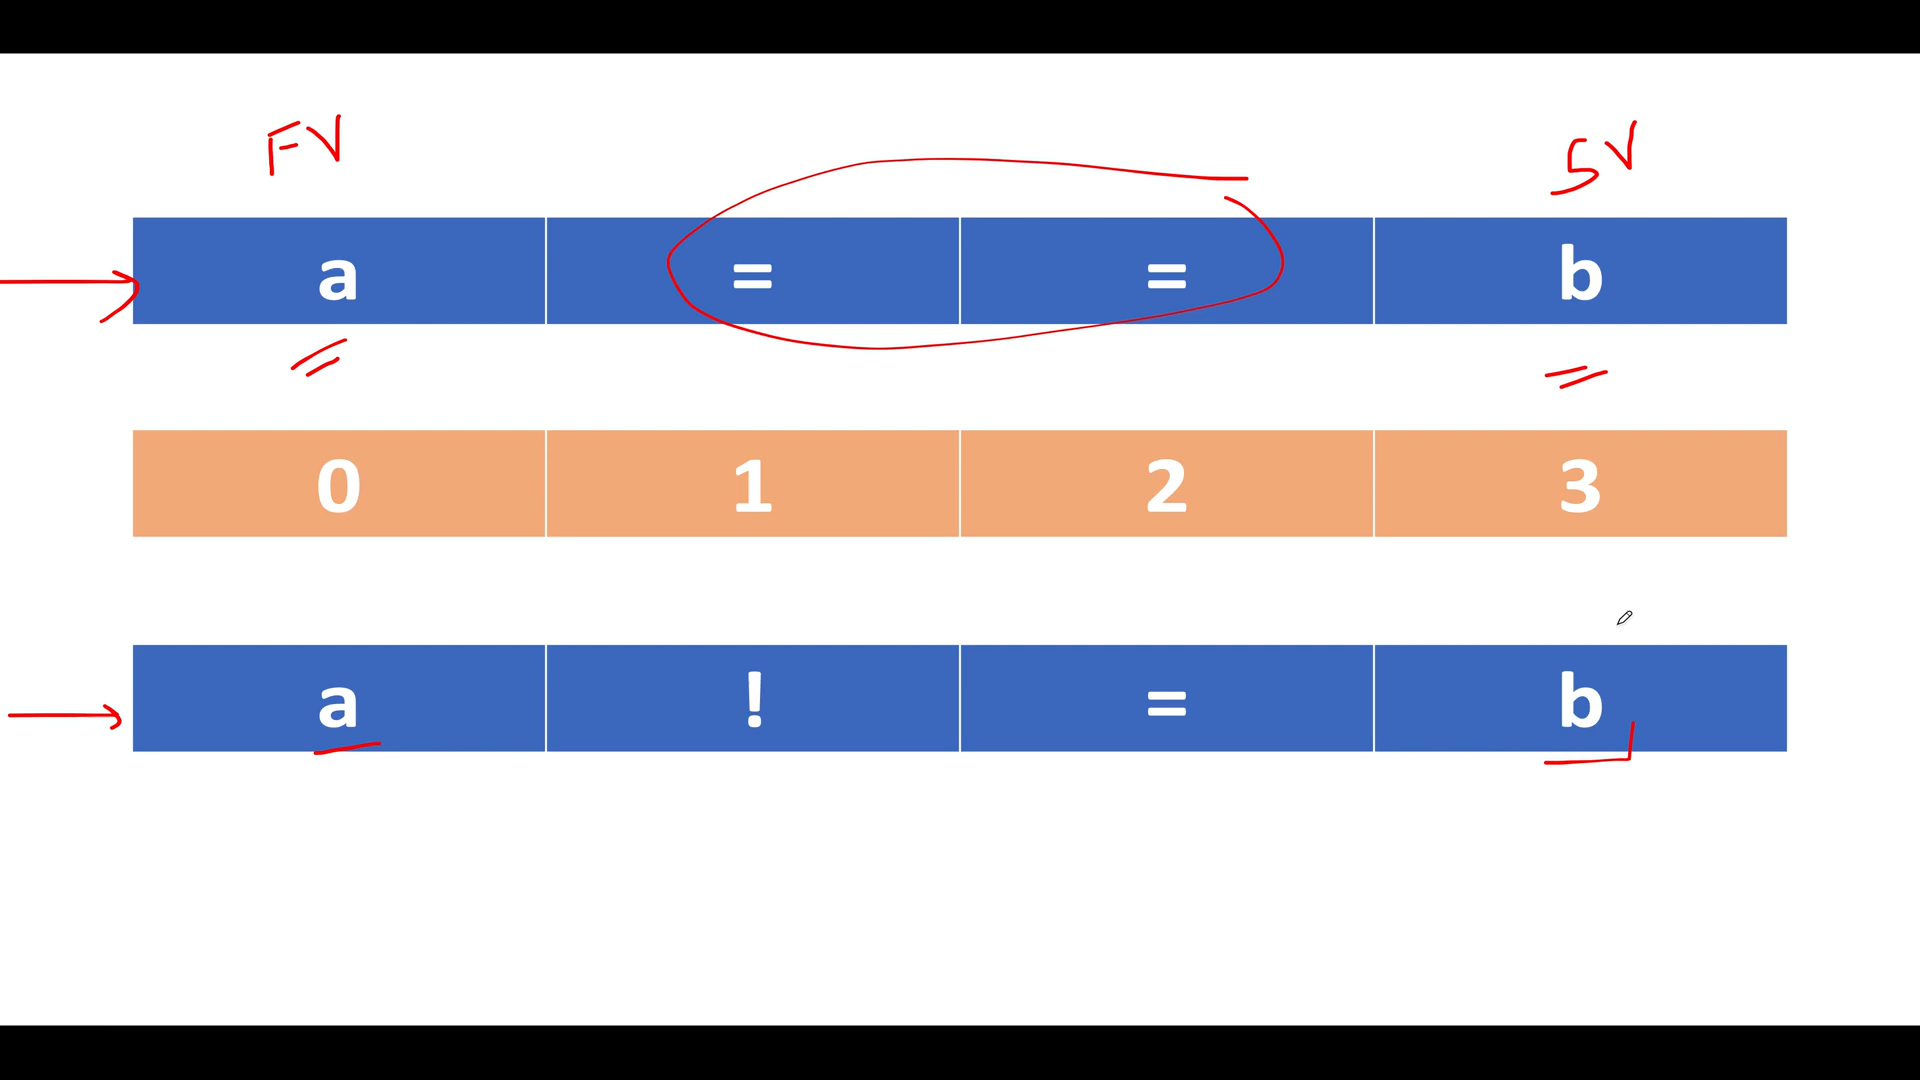 FV SV
a = = b
0 1 2 3
a ! = b